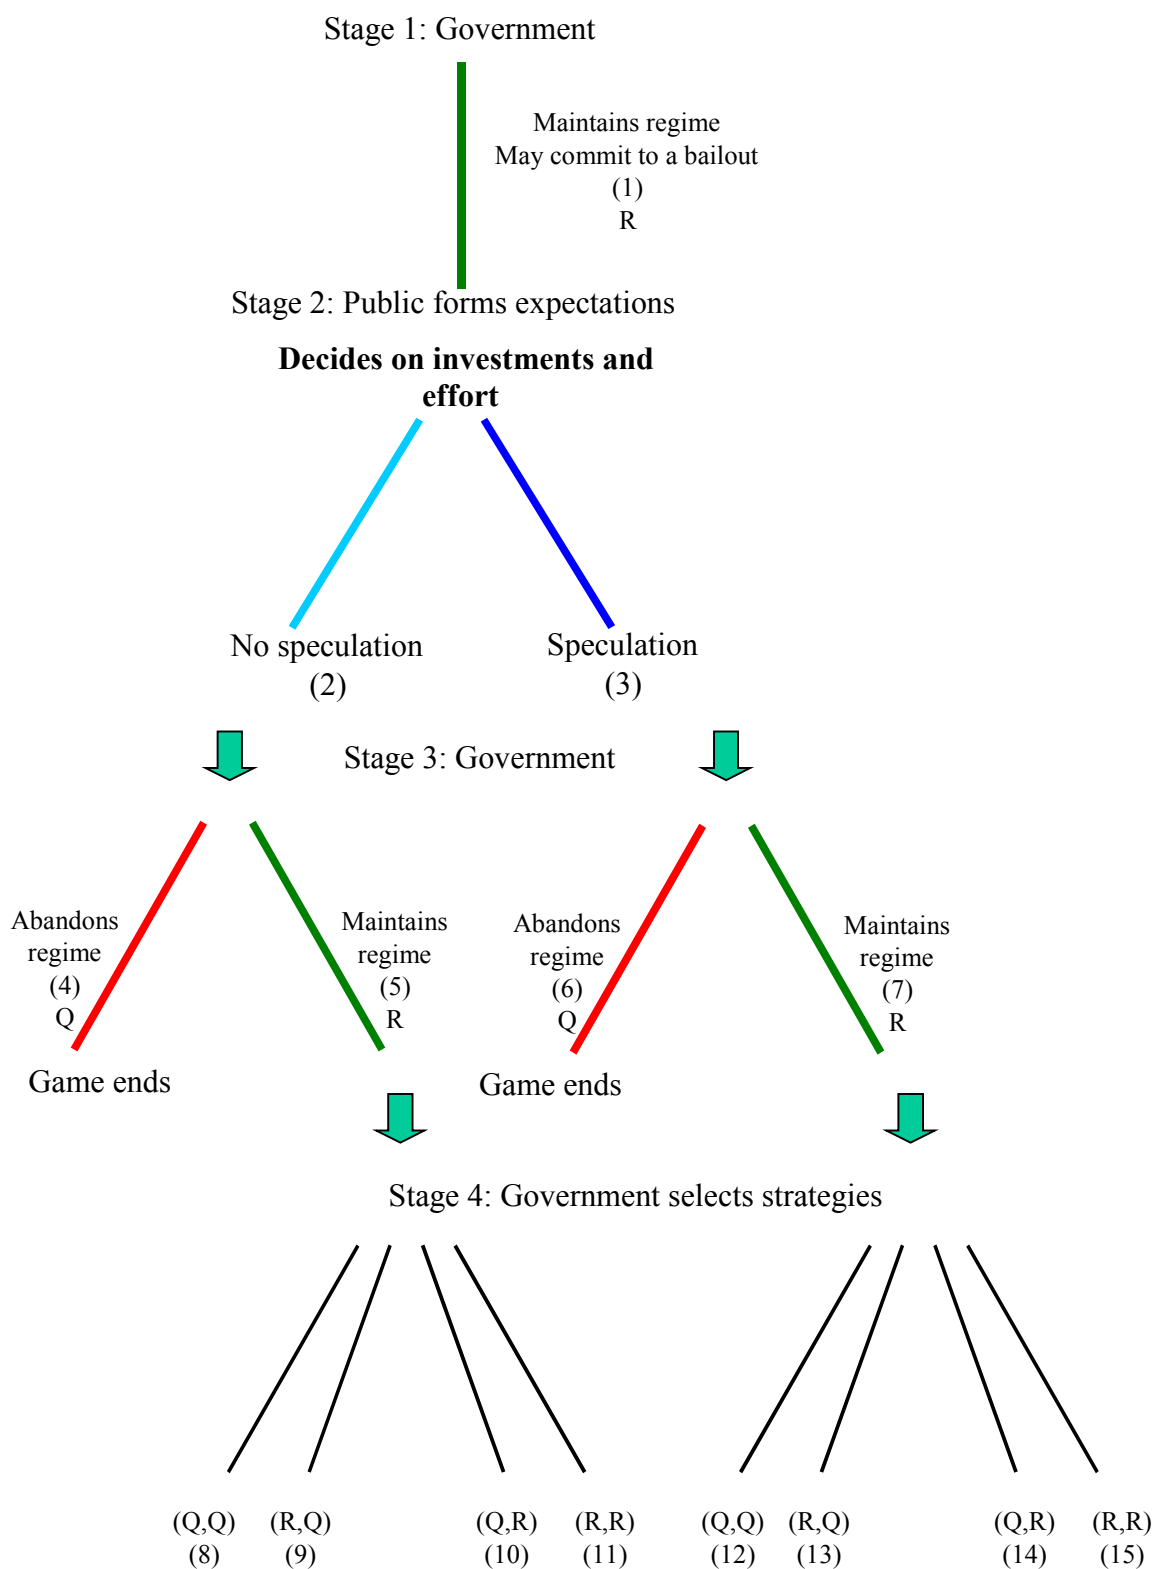 Stage 1: Government
Maintains regime
May commit to a bailout
(1)
R
Stage 2: Public forms expectations
Decides on investments and
effort
No speculation
(2)
Speculation
(3)
Stage 3: Government
Abandons
regime
(4)
Q
Maintains
regime
(5)
R
Abandons
regime
(6)
Q
Maintains
regime
(7)
R
Game ends
Game ends
Stage 4: Government selects strategies
(Q,Q)
(8)
(R,Q)
(9)
(Q,R)
(10)
(R,R)
(11)
(Q,Q)
(12)
(R,Q)
(13)
(Q,R)
(14)
(R,R)
(15)